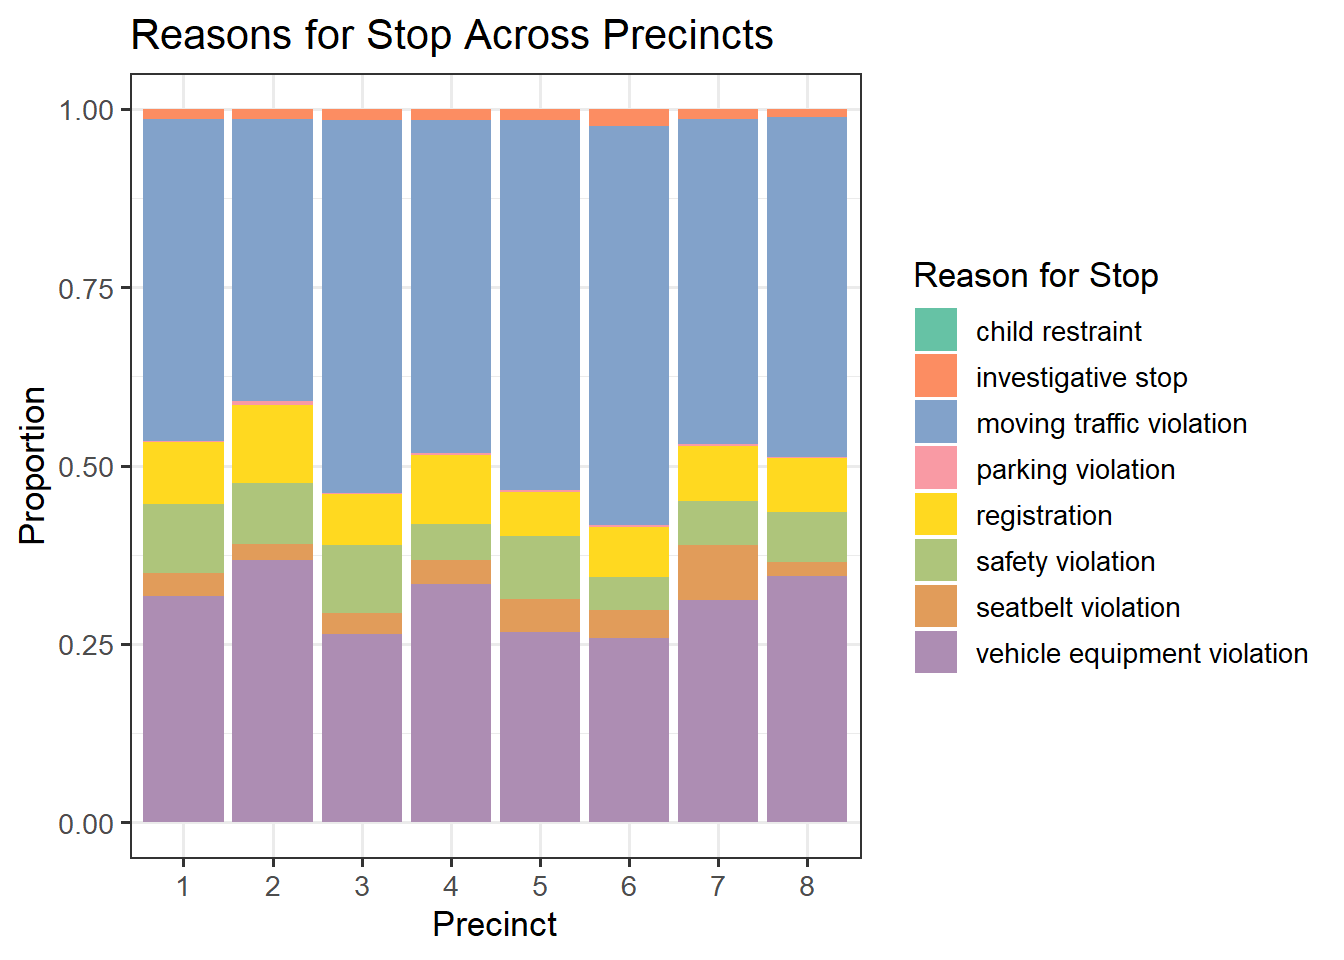 Reasons for Stop Across Precincts
1.00
0.75
0.50
0.25
0.00
Proportion
1 2 3 4 5 6 7 8
Precinct
Reason for Stop
child restraint
investigative stop
moving traffic violation
parking violation
registration
safety violation
seatbelt violation
vehicle equipment violation